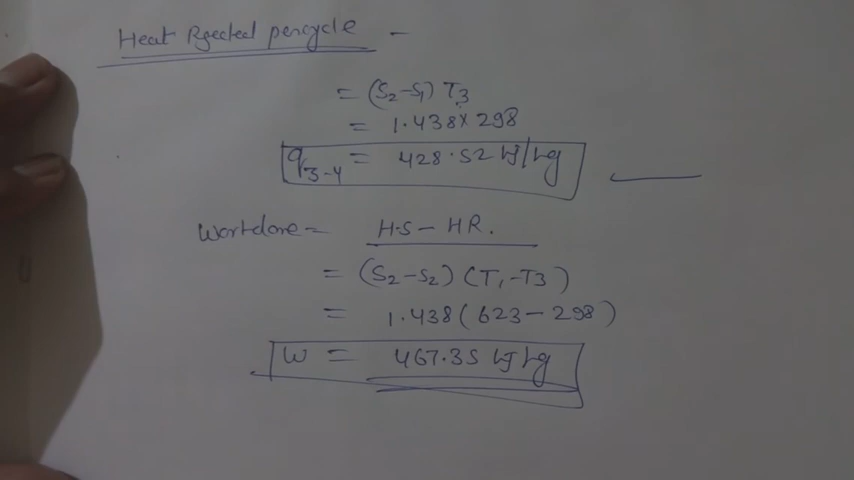 Heat Rejected percycle -
= (S₂-S₁) T₃
= 1.438 x 298
q₃₋₄ = 428.52 kJ/kg
Workdone = H.S - HR.
= (S₂-S₂) (T₁-T3)
= 1.438 (623-298)
W = 467.35 kJ/kg